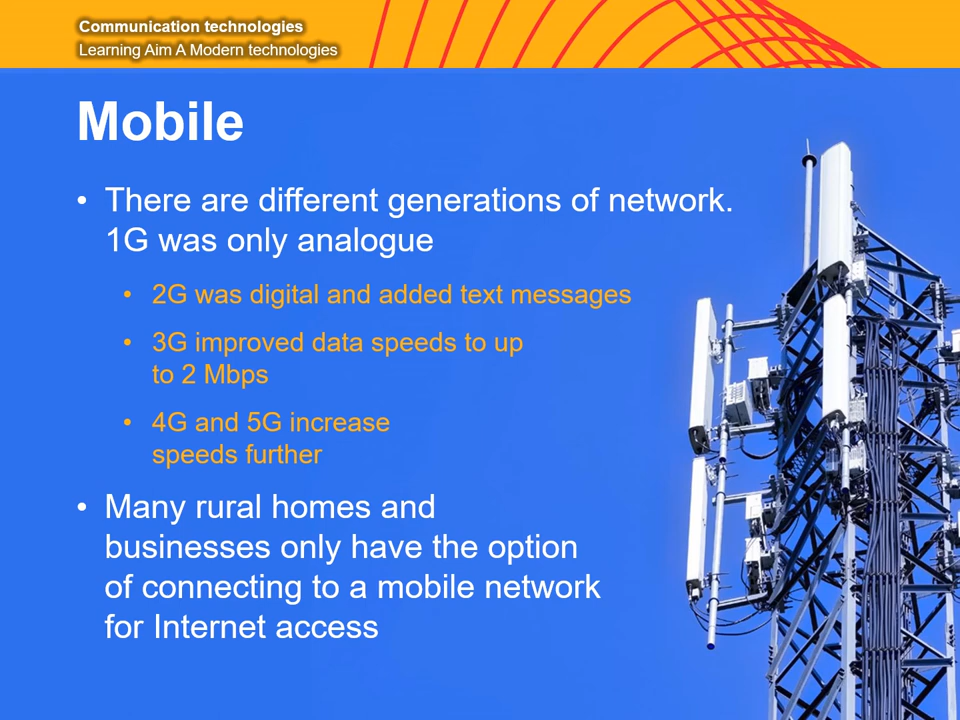 Communication technologies
Learning Aim A Modern technologies
Mobile
• There are different generations of network.
1G was only analogue
• 2G was digital and added text messages
• 3G improved data speeds to up
to 2 Mbps
• 4G and 5G increase
speeds further
• Many rural homes and
businesses only have the option
of connecting to a mobile network
for Internet access